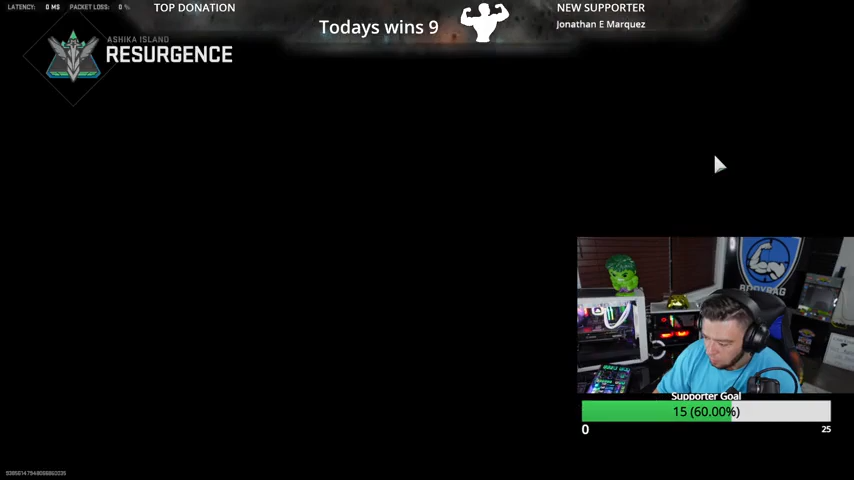 LATENCY: 0 MS PACKET LOSS: 0 %
TOP DONATION
Todays wins 9
NEW SUPPORTER
Jonathan E Marquez
ASHIKA ISLAND
RESURGENCE
BODYBAG
Supporter Goal
15 (60.00%)
0
25